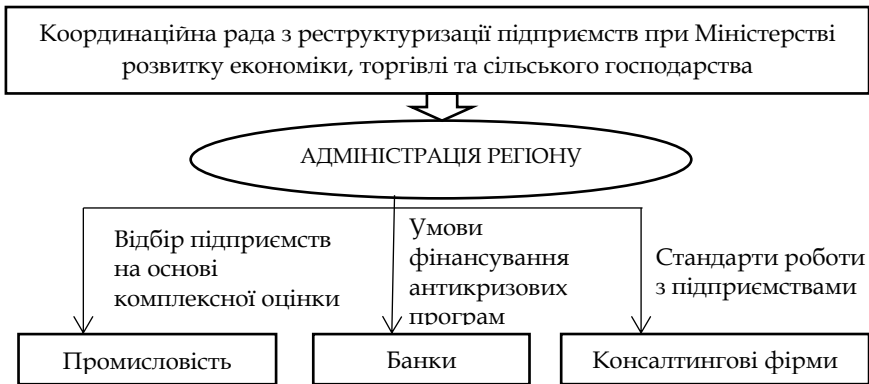 Координаційна рада з реструктуризації підприємств при Міністерстві
розвитку економіки, торгівлі та сільського господарства
АДМІНІСТРАЦІЯ РЕГІОНУ
Відбір підприємств
на основі
комплексної оцінки
Умови
фінансування
антикризових
програм
Стандарти роботи
з підприємствами
Промисловість
Банки
Консалтингові фірми